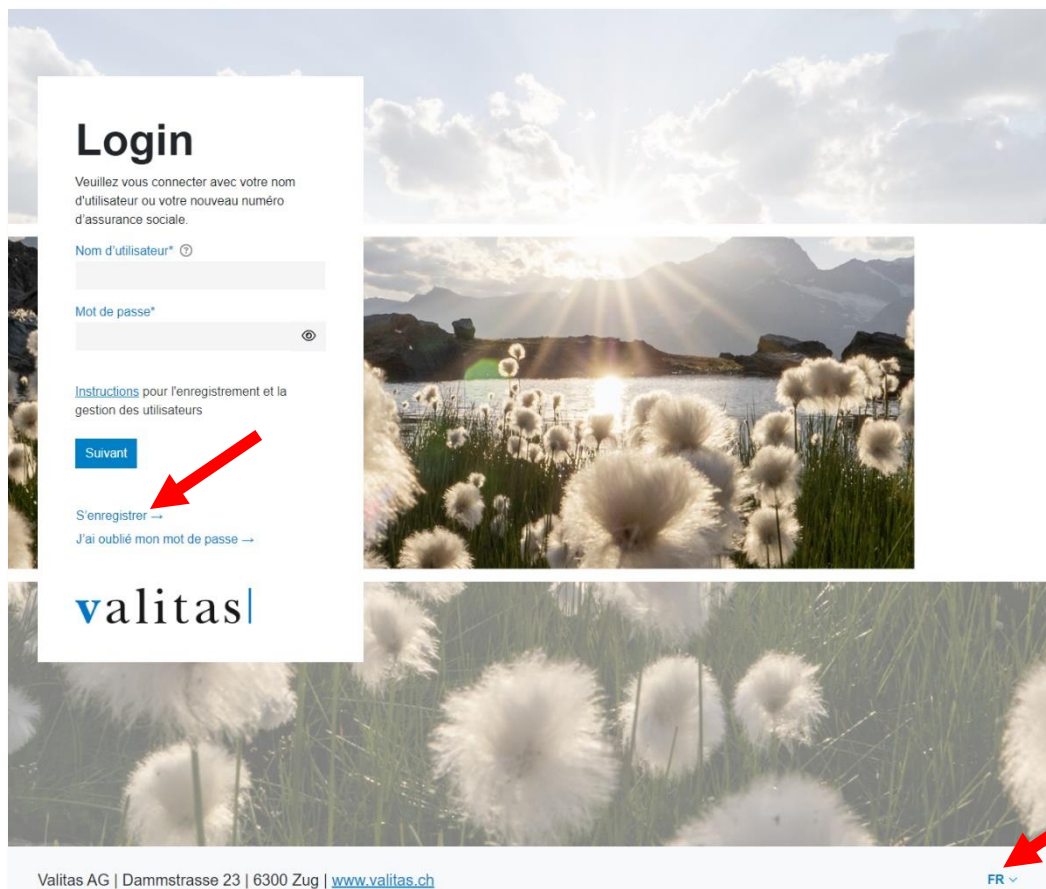 Login
Veuillez vous connecter avec votre nom
d'utilisateur ou votre nouveau numéro
d'assurance sociale.
Nom d'utilisateur* ?
Mot de passe*
Instructions pour l'enregistrement et la
gestion des utilisateurs
Suivant
S'enregistrer →
J'ai oublié mon mot de passe →
valitas
Valitas AG | Dammstrasse 23 | 6300 Zug | www.valitas.ch
FR